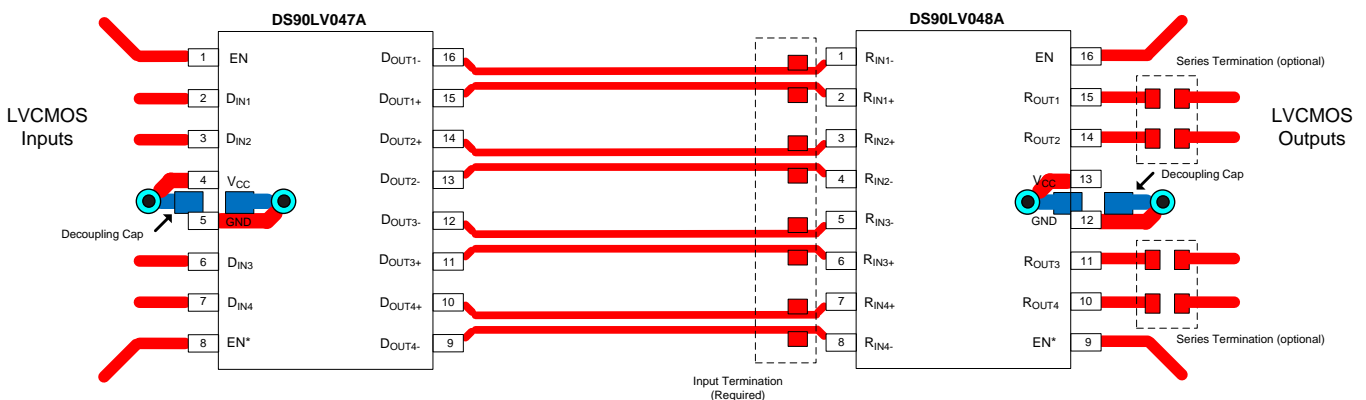 DS90LV047A
DS90LV048A
LVCMOS
Inputs
1 EN
2 DIN1
3 DIN2
4 VCC
5 GND
6 DIN3
7 DIN4
8 EN*
Decoupling Cap
DOUT1- 16
DOUT1+ 15
DOUT2+ 14
DOUT2- 13
DOUT3- 12
DOUT3+ 11
DOUT4+ 10
DOUT4- 9
Input Termination
(Required)
1 RIN1-
2 RIN1+
3 RIN2+
4 RIN2-
5 RIN3-
6 RIN3+
7 RIN4+
8 RIN4-
EN 16
ROUT1 15
ROUT2 14
VCC 13
GND 12
ROUT3 11
ROUT4 10
EN* 9
Series Termination (optional)
LVCMOS
Outputs
Decoupling Cap
Series Termination (optional)